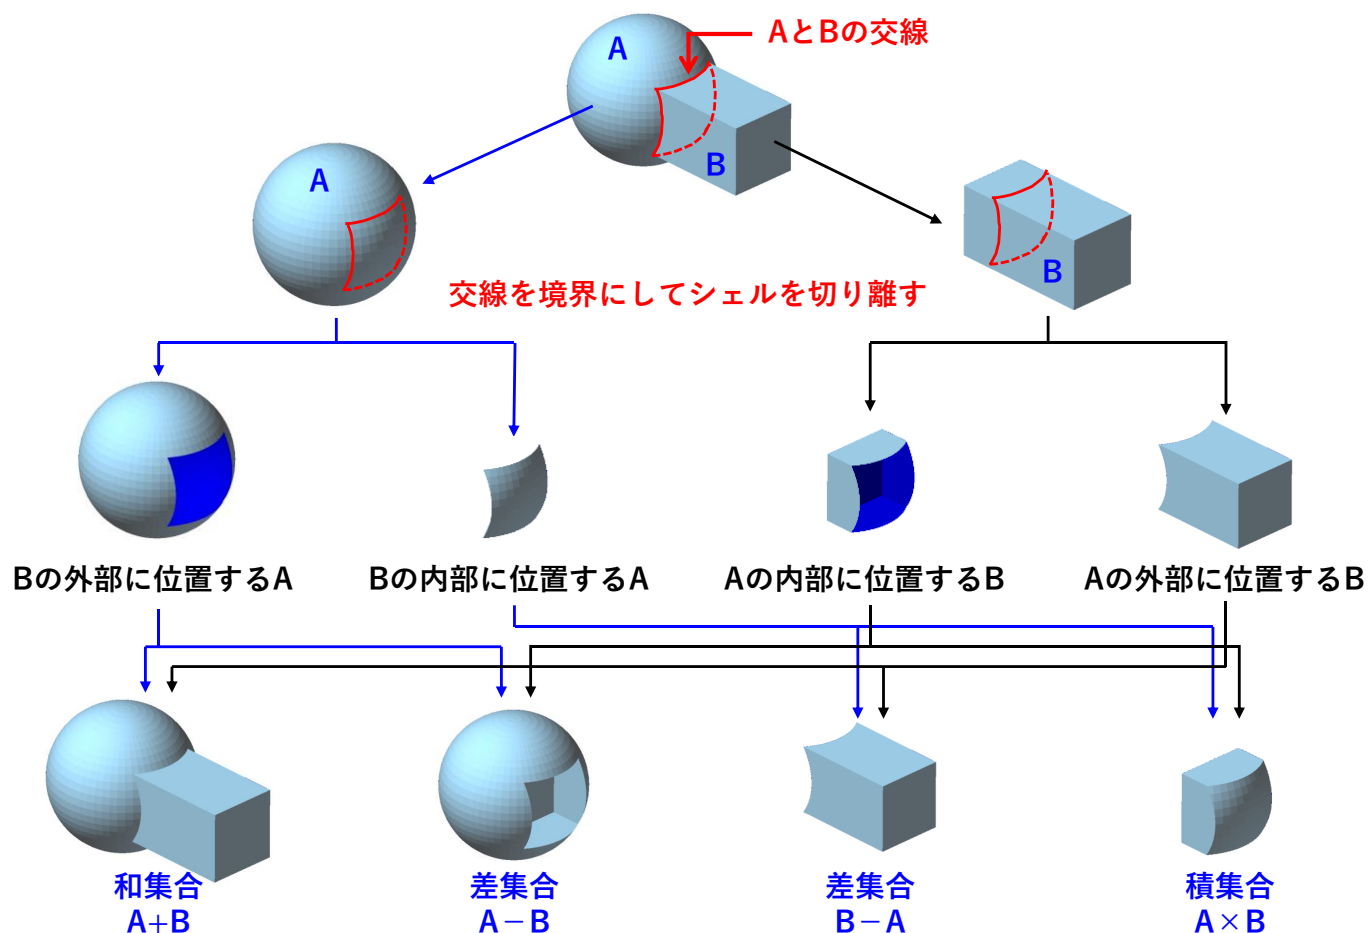 A
AとBの交線
B
A
B
交線を境界にしてシェルを切り離す
Bの外部に位置するA
Bの内部に位置するA
Aの内部に位置するB
Aの外部に位置するB
和集合
A+B
差集合
A−B
差集合
B−A
積集合
A×B